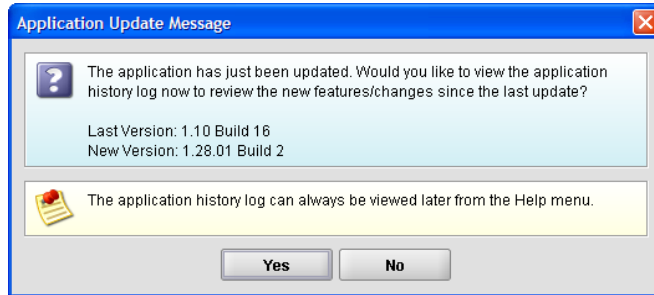 Application Update Message
The application has just been updated. Would you like to view the application
history log now to review the new features/changes since the last update?
Last Version: 1.10 Build 16
New Version: 1.28.01 Build 2
The application history log can always be viewed later from the Help menu.
Yes
No